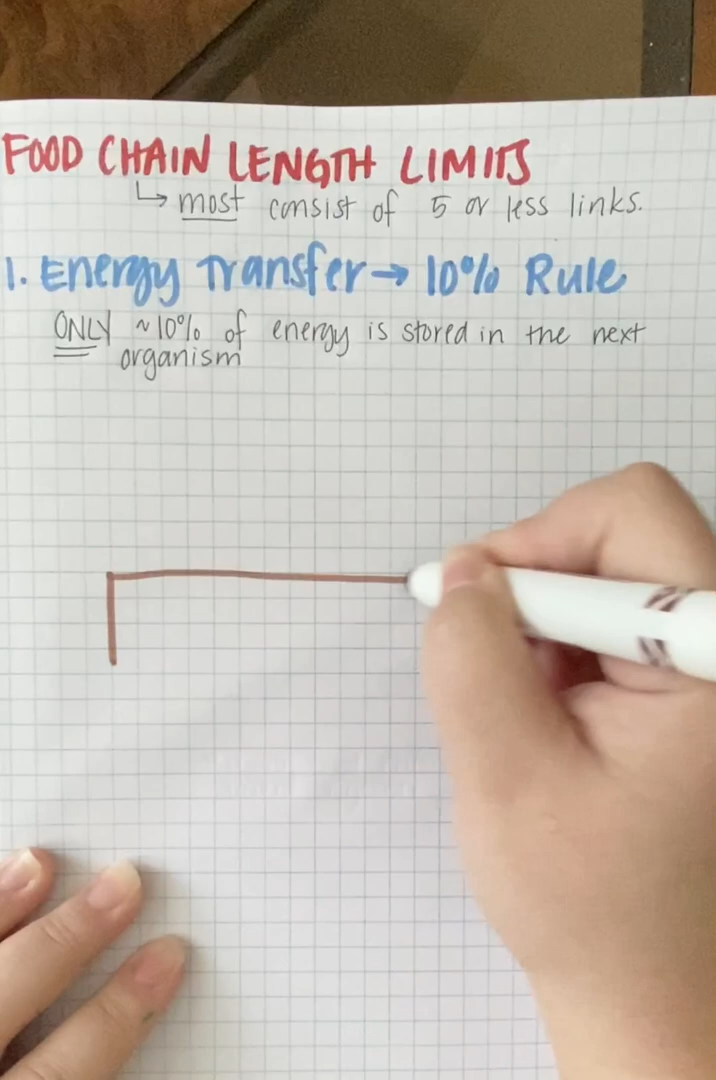 FOOD CHAIN LENGTH LIMITS
↳ most consist of 5 or less links.
1. Energy Transfer → 10% Rule
ONLY ~10% of energy is stored in the next
organism